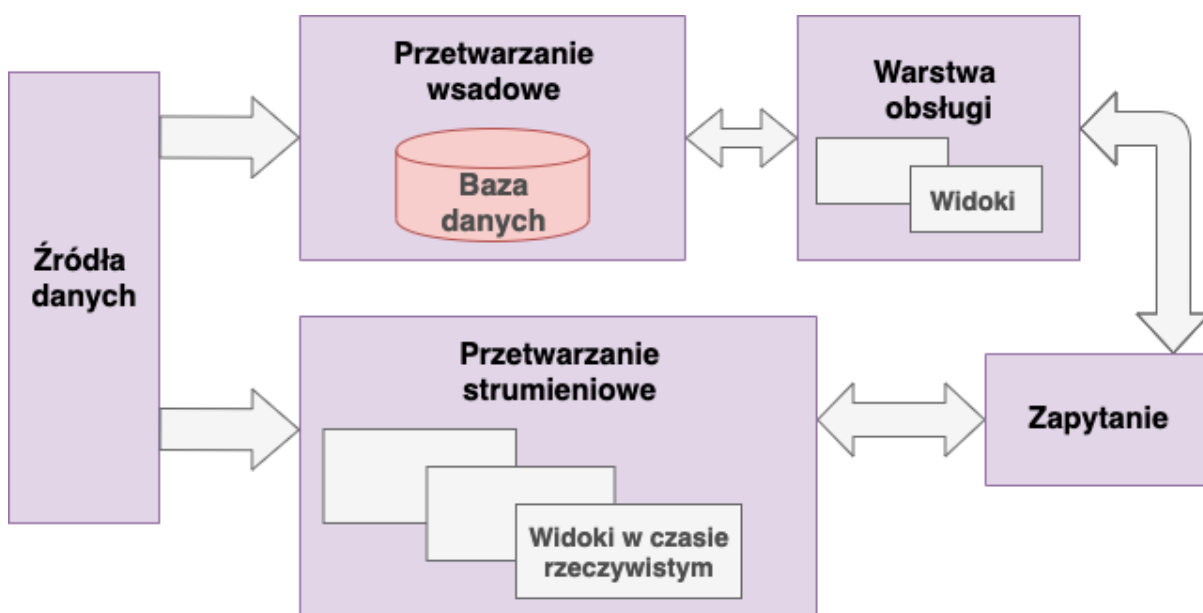 Źródła
danych
Przetwarzanie
wsadowe
Baza
danych
Warstwa
obsługi
Widoki
Przetwarzanie
strumieniowe
Widoki w czasie
rzeczywistym
Zapytanie